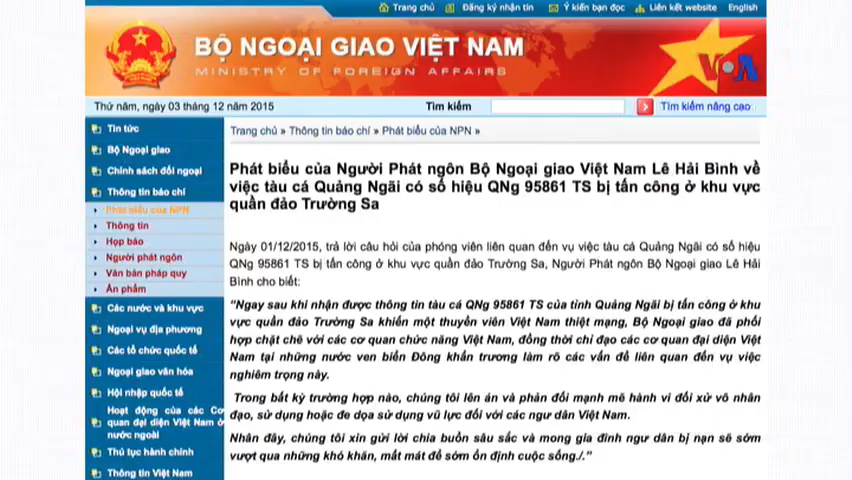 Trang chủ Đăng ký nhận tin Ý kiến bạn đọc Liên kết website English
BỘ NGOẠI GIAO VIỆT NAM
MINISTRY OF FOREIGN AFFAIRS
VOA
Thứ năm, ngày 03 tháng 12 năm 2015 Tìm kiếm Tìm kiếm nâng cao
Tin tức
Bộ Ngoại giao
Chính sách đối ngoại
Thông tin báo chí
Phát biểu của NPN
Thông tin
Họp báo
Người phát ngôn
Văn bản pháp quy
Ấn phẩm
Các nước và khu vực
Ngoại vụ địa phương
Các tổ chức quốc tế
Ngoại giao văn hóa
Hội nhập quốc tế
Hoạt động của các Cơ
quan đại diện Việt Nam ở
nước ngoài
Thủ tục hành chính
Thông tin Việt Nam
Trang chủ » Thông tin báo chí » Phát biểu của NPN »
Phát biểu của Người Phát ngôn Bộ Ngoại giao Việt Nam Lê Hải Bình về
việc tàu cá Quảng Ngãi có số hiệu QNg 95861 TS bị tấn công ở khu vực
quần đảo Trường Sa
Ngày 01/12/2015, trả lời câu hỏi của phóng viên liên quan đến vụ việc tàu cá Quảng Ngãi có số hiệu
QNg 95861 TS bị tấn công ở khu vực quần đảo Trường Sa, Người Phát ngôn Bộ Ngoại giao Lê Hải
Bình cho biết:
"Ngay sau khi nhận được thông tin tàu cá QNg 95861 TS của tỉnh Quảng Ngãi bị tấn công ở khu
vực quần đảo Trường Sa khiến một thuyền viên Việt Nam thiệt mạng, Bộ Ngoại giao đã phối
hợp chặt chẽ với các cơ quan chức năng Việt Nam, đồng thời chỉ đạo các cơ quan đại diện Việt
Nam tại những nước ven biển Đông khẩn trương làm rõ các vấn đề liên quan đến vụ việc
nghiêm trọng này.
Trong bất kỳ trường hợp nào, chúng tôi lên án và phản đối mạnh mẽ hành vi đối xử vô nhân
đạo, sử dụng hoặc đe dọa sử dụng vũ lực đối với các ngư dân Việt Nam.
Nhân đây, chúng tôi xin gửi lời chia buồn sâu sắc và mong gia đình ngư dân bị nạn sẽ sớm
vượt qua những khó khăn, mất mát để sớm ổn định cuộc sống./."